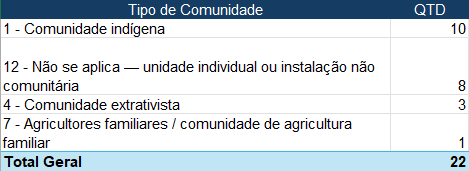 Tipo de Comunidade QTD
1 - Comunidade indígena 10
12 - Não se aplica — unidade individual ou instalação não
comunitária 8
4 - Comunidade extrativista 3
7 - Agricultores familiares / comunidade de agricultura
familiar 1
Total Geral 22